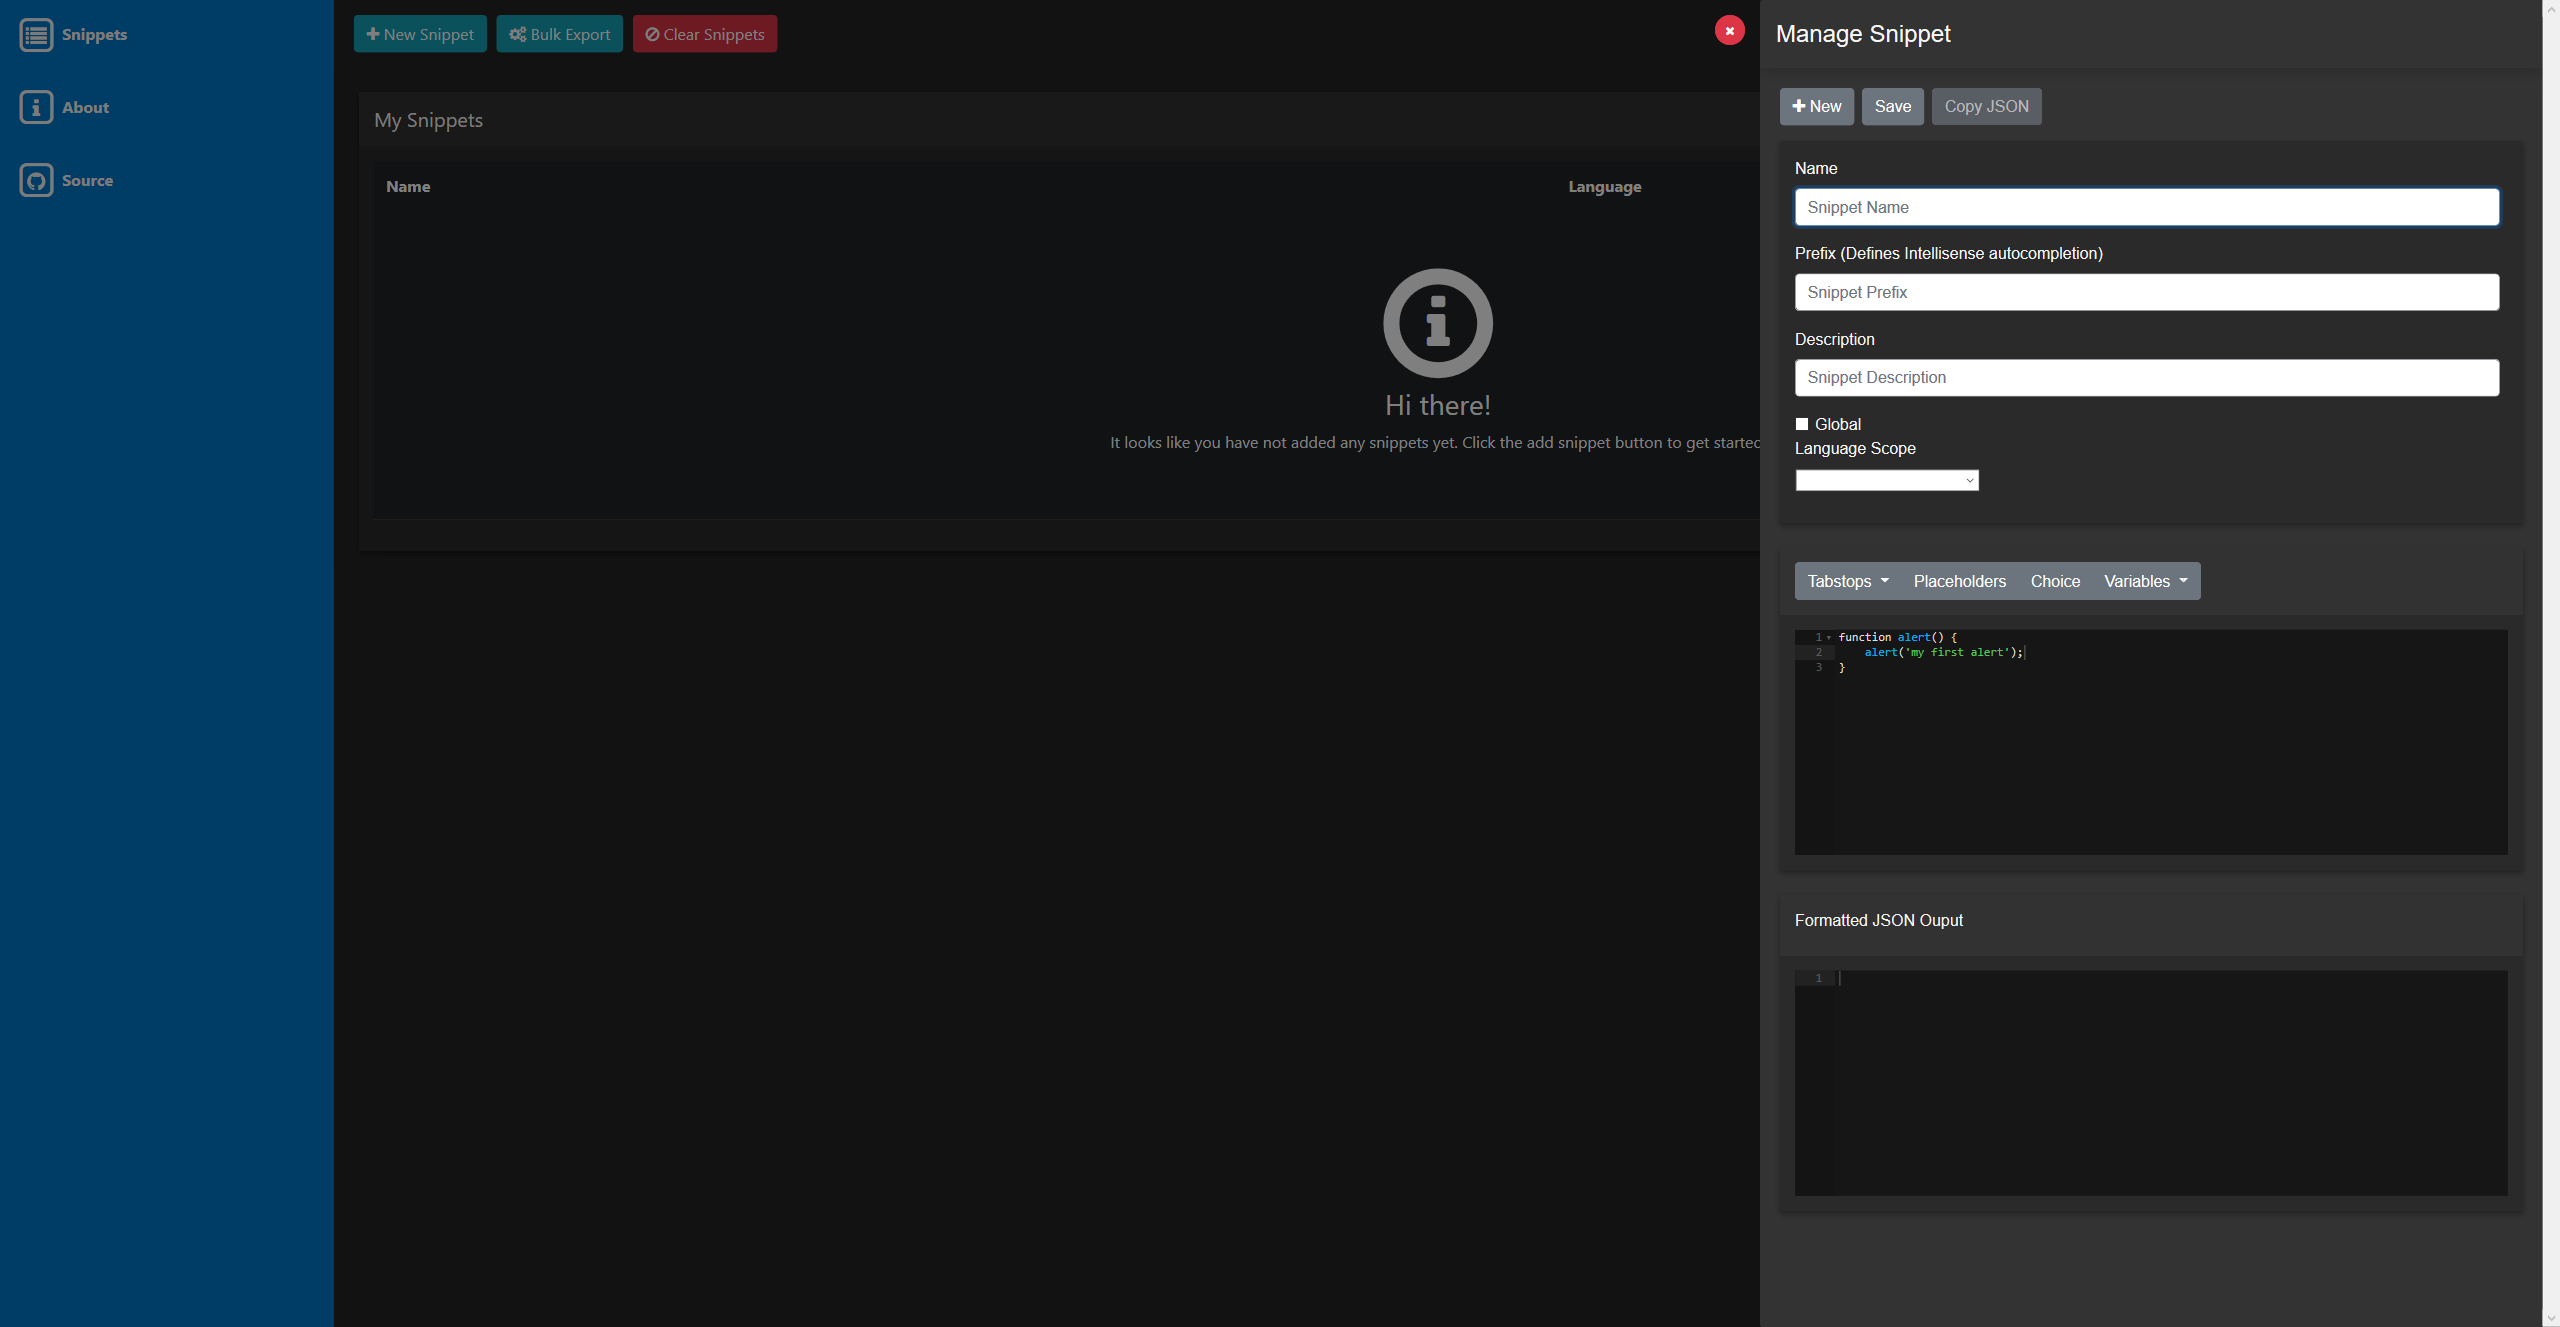 Snippets
About
Source
New Snippet
Bulk Export
Clear Snippets
My Snippets
Name
Language
Hi there!
It looks like you have not added any snippets yet. Click the add snippet button to get started
Manage Snippet
New
Save
Copy JSON
Name
Snippet Name
Prefix (Defines Intellisense autocompletion)
Snippet Prefix
Description
Snippet Description
Global
Language Scope
Tabstops
Placeholders
Choice
Variables
1 function alert() {
2 alert('my first alert');
3 }
Formatted JSON Ouput
1